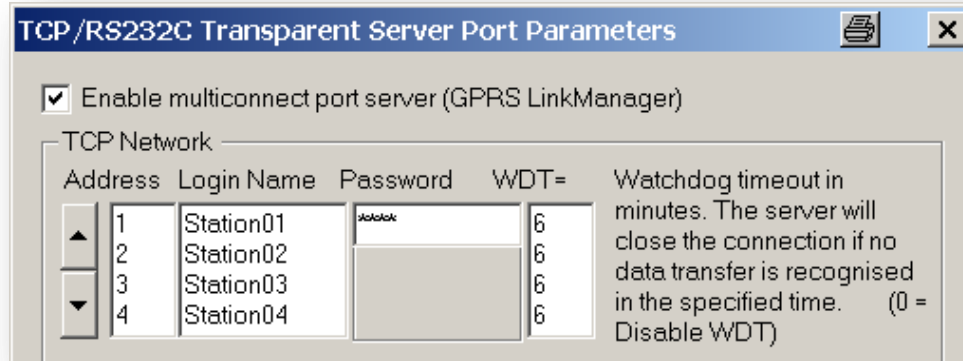 TCP/RS232C Transparent Server Port Parameters
Enable multiconnect port server (GPRS LinkManager)
TCP Network
Address Login Name Password WDT=
1 Station01 **** 6
2 Station02 6
3 Station03 6
4 Station04 6
Watchdog timeout in
minutes. The server will
close the connection if no
data transfer is recognised
in the specified time. (0 =
Disable WDT)